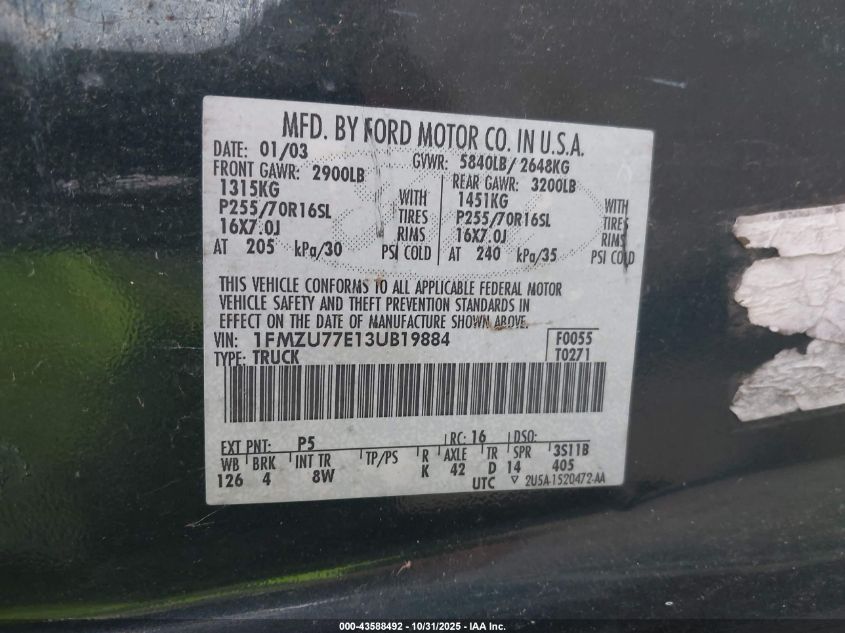 MFD. BY FORD MOTOR CO. IN U.S.A.
DATE: 01/03 GVWR: 5840LB/ 2648KG
FRONT GAWR: 2900LB REAR GAWR: 3200LB
1315KG WITH 1451KG WITH
P255/70R16SL TIRES P255/70R16SL TIRES
16X7.0J RIMS 16X7.0J RIMS
AT 205 kPa/30 PSI COLD AT 240 kPa/35 PSI COLD
THIS VEHICLE CONFORMS TO ALL APPLICABLE FEDERAL MOTOR
VEHICLE SAFETY AND THEFT PREVENTION STANDARDS IN
EFFECT ON THE DATE OF MANUFACTURE SHOWN ABOVE.
VIN: 1FMZU77E13UB19884 F0055
TYPE: TRUCK T0271
EXT PNT: P5 RC: 16 DSO:
WB BRK INT TR TP/PS R AXLE TR SPR 3S11B
126 4 8W K 42 D 14 405
UTC ▽ 2U5A-1520472-AA
000-43588492 - 10/31/2025 - IAA Inc.